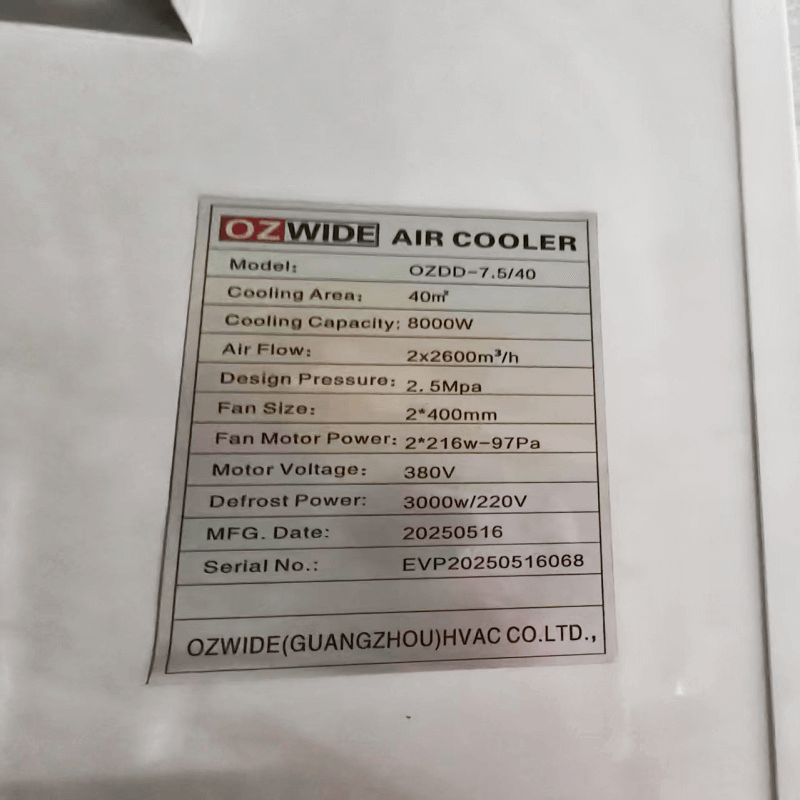 OZWIDE AIR COOLER
Model: OZDD-7.5/40
Cooling Area: 40㎡
Cooling Capacity: 8000W
Air Flow: 2x2600m³/h
Design Pressure: 2.5Mpa
Fan Size: 2*400mm
Fan Motor Power: 2*216w-97Pa
Motor Voltage: 380V
Defrost Power: 3000w/220V
MFG. Date: 20250516
Serial No.: EVP20250516068
OZWIDE(GUANGZHOU)HVAC CO.LTD.,